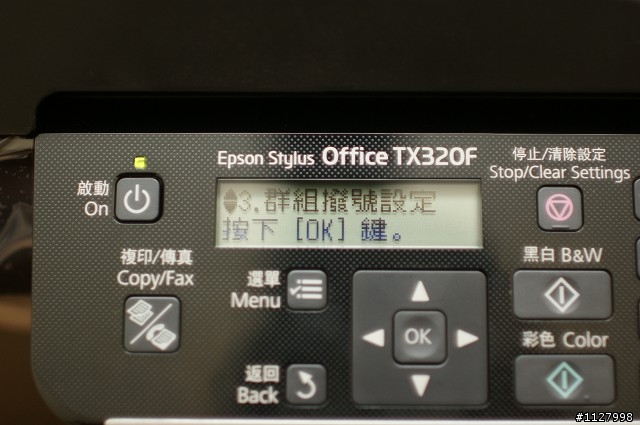 Epson Stylus Office TX320F
停止/清除設定
Stop/Clear Settings
啟動
On
3.群組撥號設定
按下 [OK] 鍵。
複印/傳真
Copy/Fax
選單
Menu
黑白 B&W
OK
彩色 Color
返回
Back
#1127998